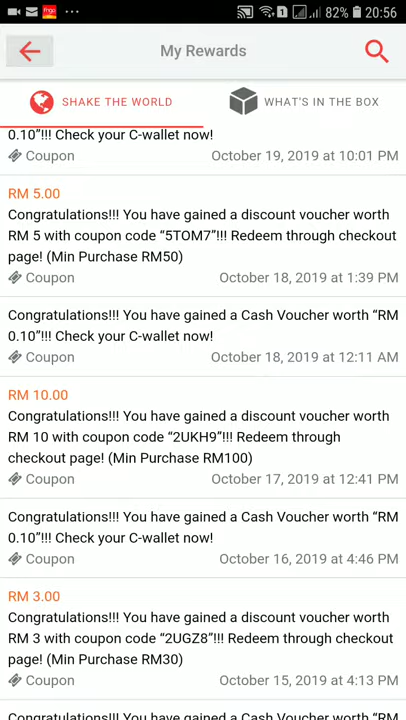 82% 20:56
My Rewards
SHAKE THE WORLD
WHAT'S IN THE BOX
0.10"!!! Check your C-wallet now!
Coupon October 19, 2019 at 10:01 PM
RM 5.00
Congratulations!!! You have gained a discount voucher worth
RM 5 with coupon code “5TOM7”!!! Redeem through checkout
page! (Min Purchase RM50)
Coupon October 18, 2019 at 1:39 PM
Congratulations!!! You have gained a Cash Voucher worth “RM
0.10”!!! Check your C-wallet now!
Coupon October 18, 2019 at 12:11 AM
RM 10.00
Congratulations!!! You have gained a discount voucher worth
RM 10 with coupon code “2UKH9”!!! Redeem through
checkout page! (Min Purchase RM100)
Coupon October 17, 2019 at 12:41 PM
Congratulations!!! You have gained a Cash Voucher worth “RM
0.10”!!! Check your C-wallet now!
Coupon October 16, 2019 at 4:46 PM
RM 3.00
Congratulations!!! You have gained a discount voucher worth
RM 3 with coupon code “2UGZ8”!!! Redeem through checkout
page! (Min Purchase RM30)
Coupon October 15, 2019 at 4:13 PM
Congratulations!!! You have gained a Cash Voucher worth “RM